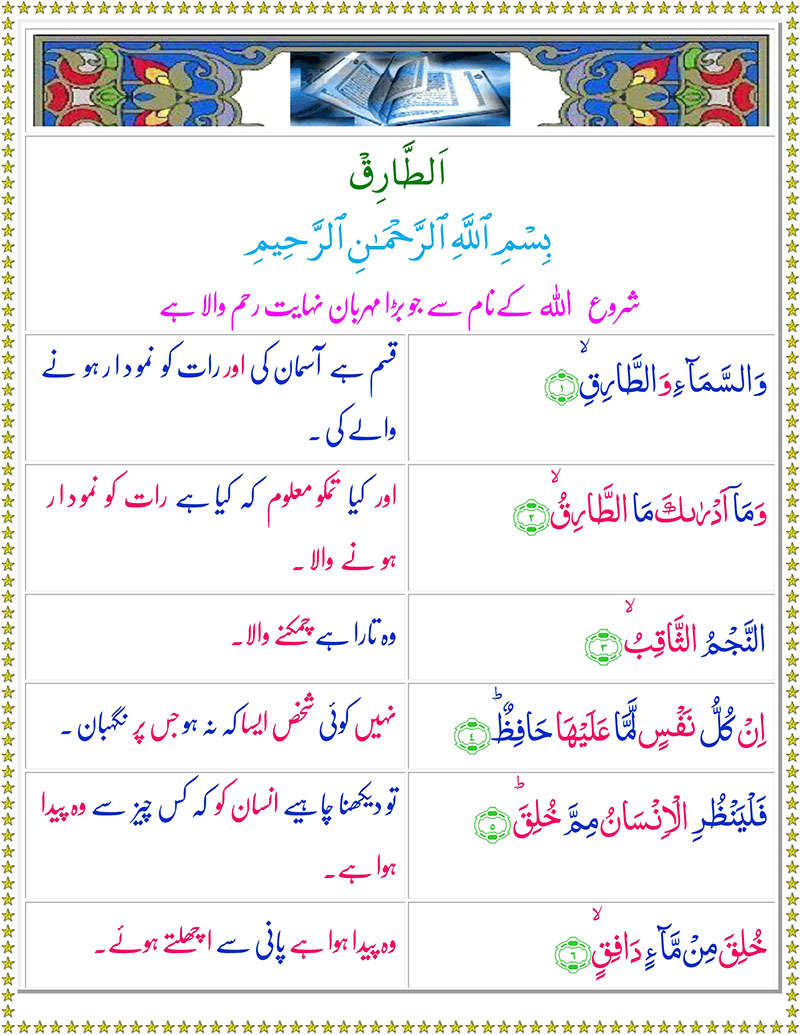 اَلطَّارِقْ
بِسْمِ ٱللَّهِ ٱلرَّحْمَـٰنِ ٱلرَّحِيمِ
شروع اللہ کے نام سے جو بڑا مہربان نہایت رحم والا ہے
وَالسَّمَآءِ وَالطَّارِقِۙ ﴿۱﴾
قسم ہے آسمان کی اور رات کو نمودار ہونے
والے کی ۔
وَمَاۤ اَدْرٰىكَ مَا الطَّارِقُۙ ﴿۲﴾
اور کیا تمکو معلوم کہ کیا ہے رات کو نمودار
ہونے والا ۔
النَّجْمُ الثَّاقِبُۙ ﴿۳﴾
وہ تارا ہے چمکنے والا ۔
اِنْ كُلُّ نَفْسٍ لَّمَّا عَلَيْهَا حَافِظٌؕ ﴿٤﴾
نہیں کوئی شخص ایسا کہ نہ ہو جس پر نگہبان ۔
فَلْيَنْظُرِ الْاِنْسَانُ مِمَّ خُلِقَؕ ﴿۵﴾
تو دیکھنا چاہیے انسان کو کہ کس چیز سے وہ پیدا
ہوا ہے ۔
خُلِقَ مِنْ مَّآءٍ دَافِقٍۙ ﴿٦﴾
وہ پیدا ہوا ہے پانی سے اچھلتے ہوئے ۔